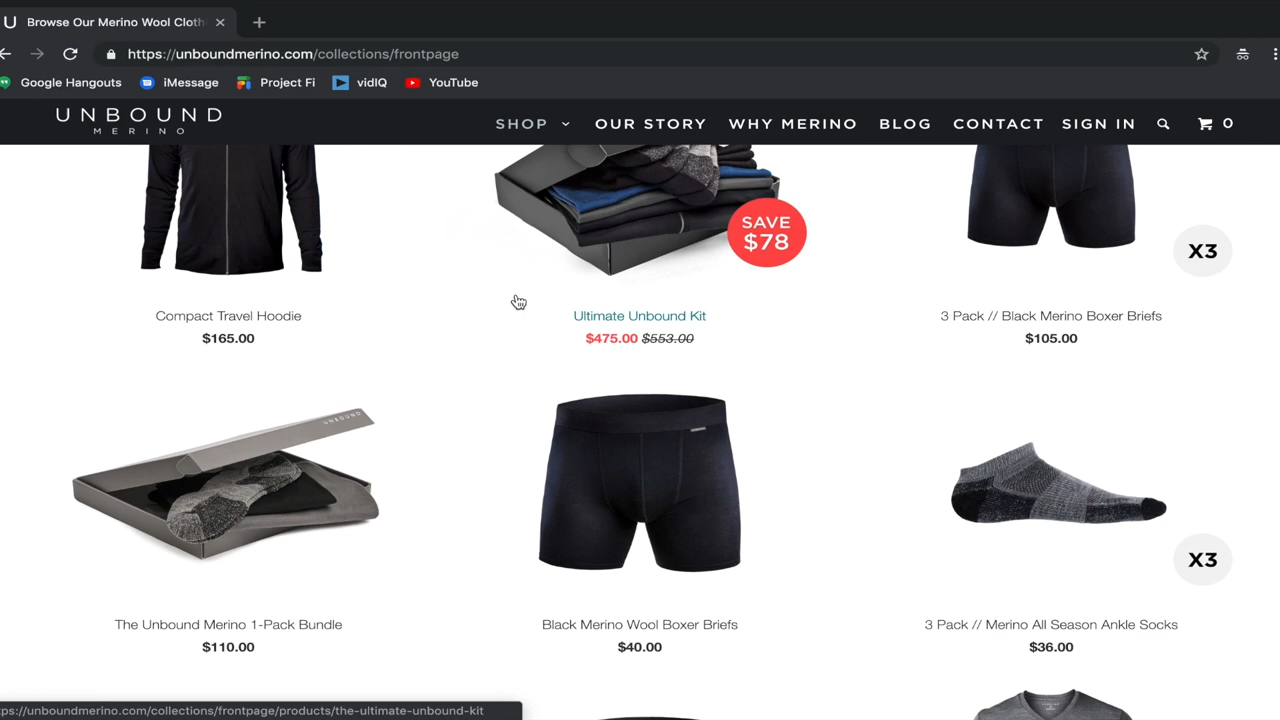 U Browse Our Merino Wool Cloth
https://unboundmerino.com/collections/frontpage
Google Hangouts iMessage Project Fi vidIQ YouTube
UNBOUND
MERINO
SHOP OUR STORY WHY MERINO BLOG CONTACT SIGN IN 0
SAVE
$78
X3
Compact Travel Hoodie
$165.00
Ultimate Unbound Kit
$475.00 $553.00
3 Pack // Black Merino Boxer Briefs
$105.00
UNBOUND
X3
The Unbound Merino 1-Pack Bundle
$110.00
Black Merino Wool Boxer Briefs
$40.00
3 Pack // Merino All Season Ankle Socks
$36.00
tps://unboundmerino.com/collections/frontpage/products/the-ultimate-unbound-kit